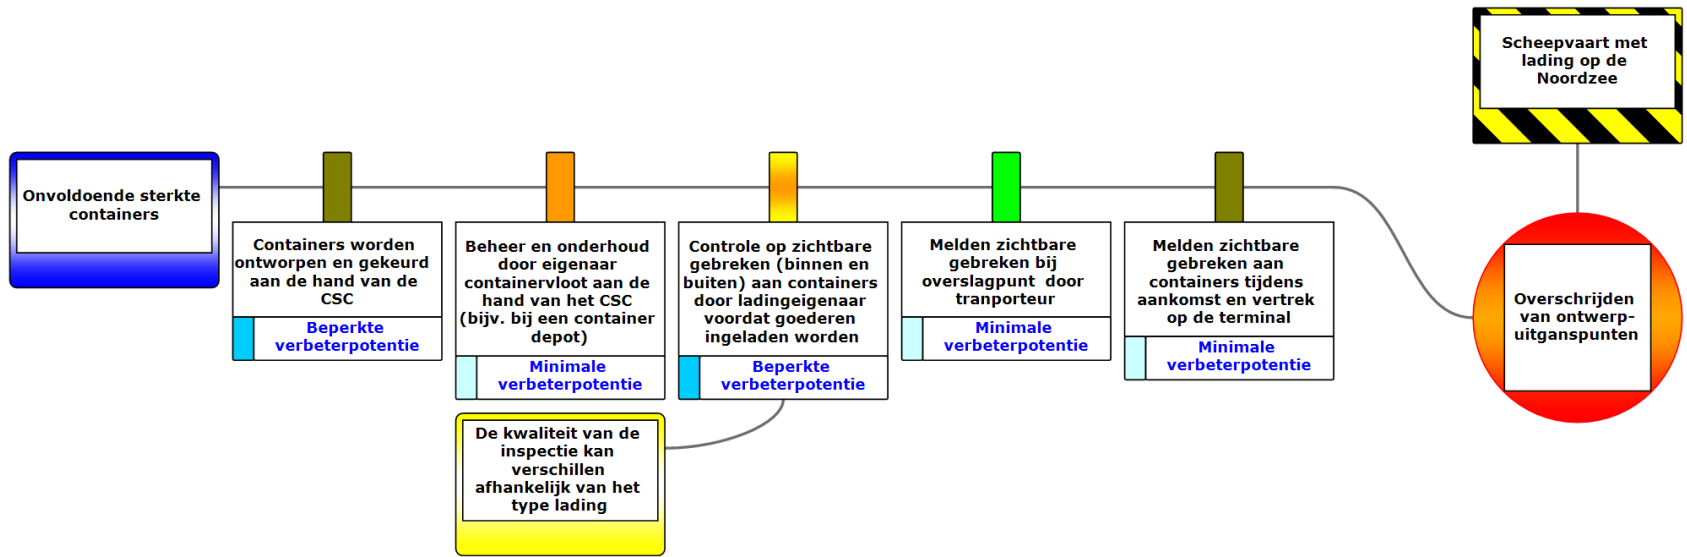 Scheepvaart met
lading op de
Noordzee
Onvoldoende sterkte
containers
Containers worden
ontworpen en gekeurd
aan de hand van de
CSC
Beperkte
verbeterpotentie
Beheer en onderhoud
door eigenaar
containervloot aan de
hand van het CSC
(bijv. bij een container
depot)
Minimale
verbeterpotentie
Controle op zichtbare
gebreken (binnen en
buiten) aan containers
door ladingeigenaar
voordat goederen
ingeladen worden
Beperkte
verbeterpotentie
Melden zichtbare
gebreken bij
overslagpunt door
tranporteur
Minimale
verbeterpotentie
Melden zichtbare
gebreken aan
containers tijdens
aankomst en vertrek
op de terminal
Minimale
verbeterpotentie
Overschrijden
van ontwerp-
uitganspunten
De kwaliteit van de
inspectie kan
verschillen
afhankelijk van het
type lading